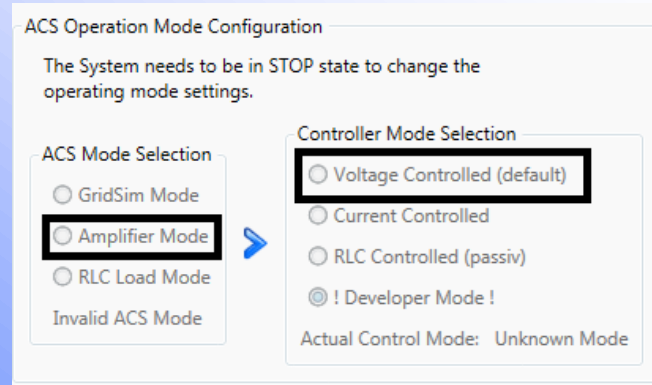 ACS Operation Mode Configuration
The System needs to be in STOP state to change the
operating mode settings.
ACS Mode Selection
GridSim Mode
Amplifier Mode
RLC Load Mode
Invalid ACS Mode
Controller Mode Selection
Voltage Controlled (default)
Current Controlled
RLC Controlled (passiv)
! Developer Mode !
Actual Control Mode: Unknown Mode